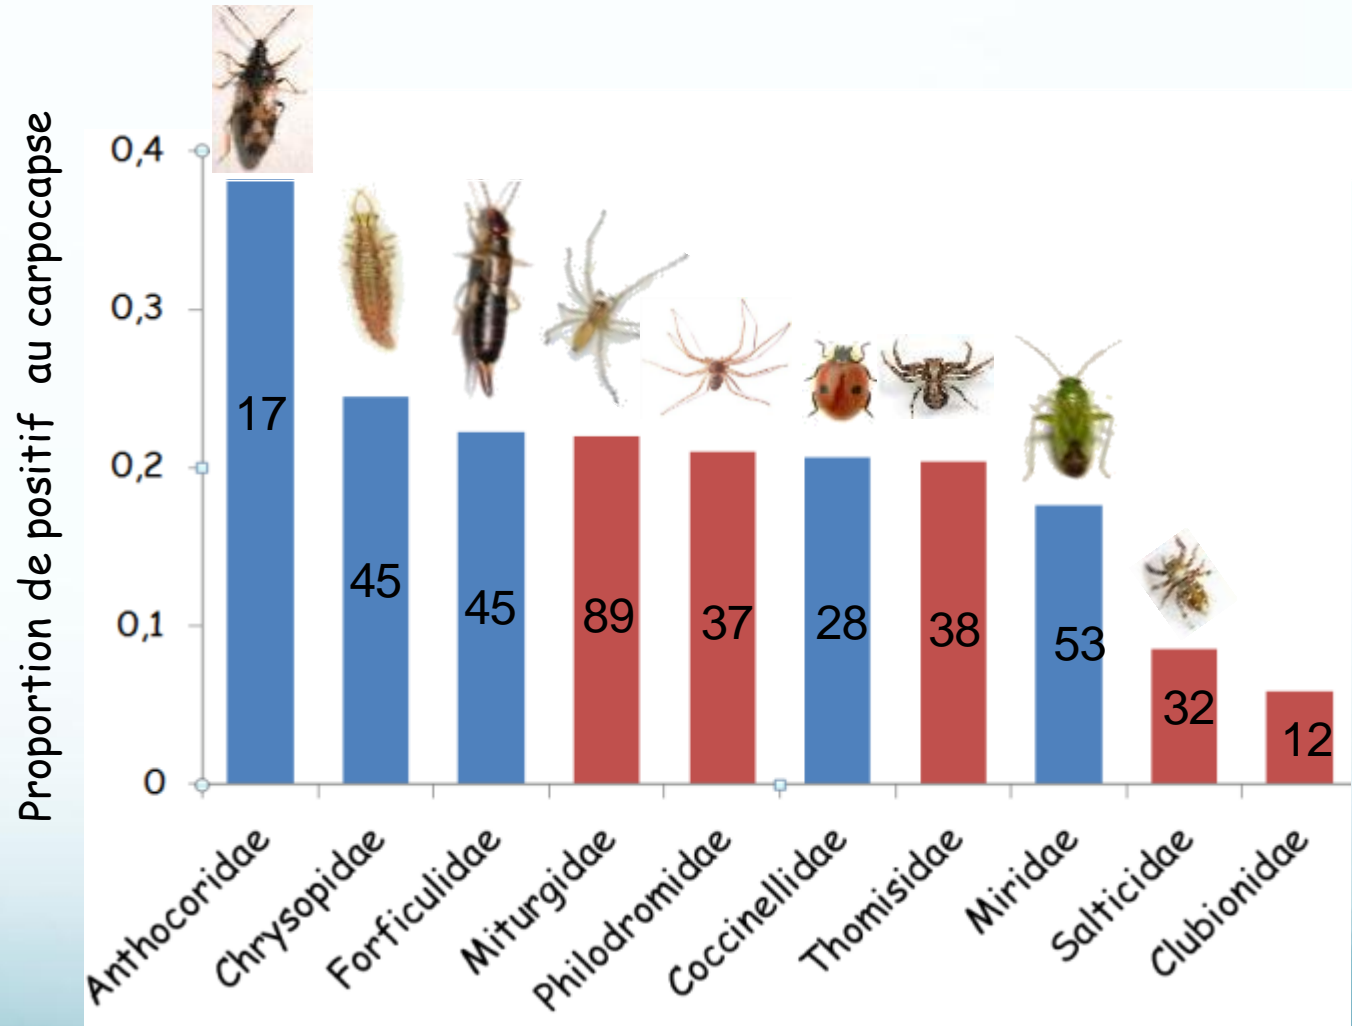 Proportion de positif au carpocapse
0,4
0,3
0,2
0,1
0
17
45
45
89
37
28
38
53
32
12
Anthocoridae
Chrysopidae
Forficulidae
Miturgidae
Philodromidae
Coccinellidae
Thomisidae
Miridae
Salticidae
Clubionidae